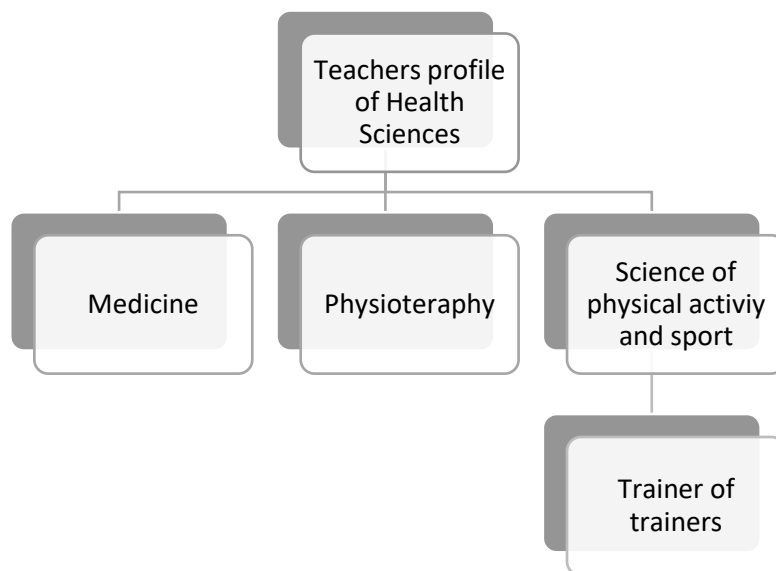 Teachers profile
of Health
Sciences
Medicine
Physioteraphy
Science of
physical activiy
and sport
Trainer of
trainers